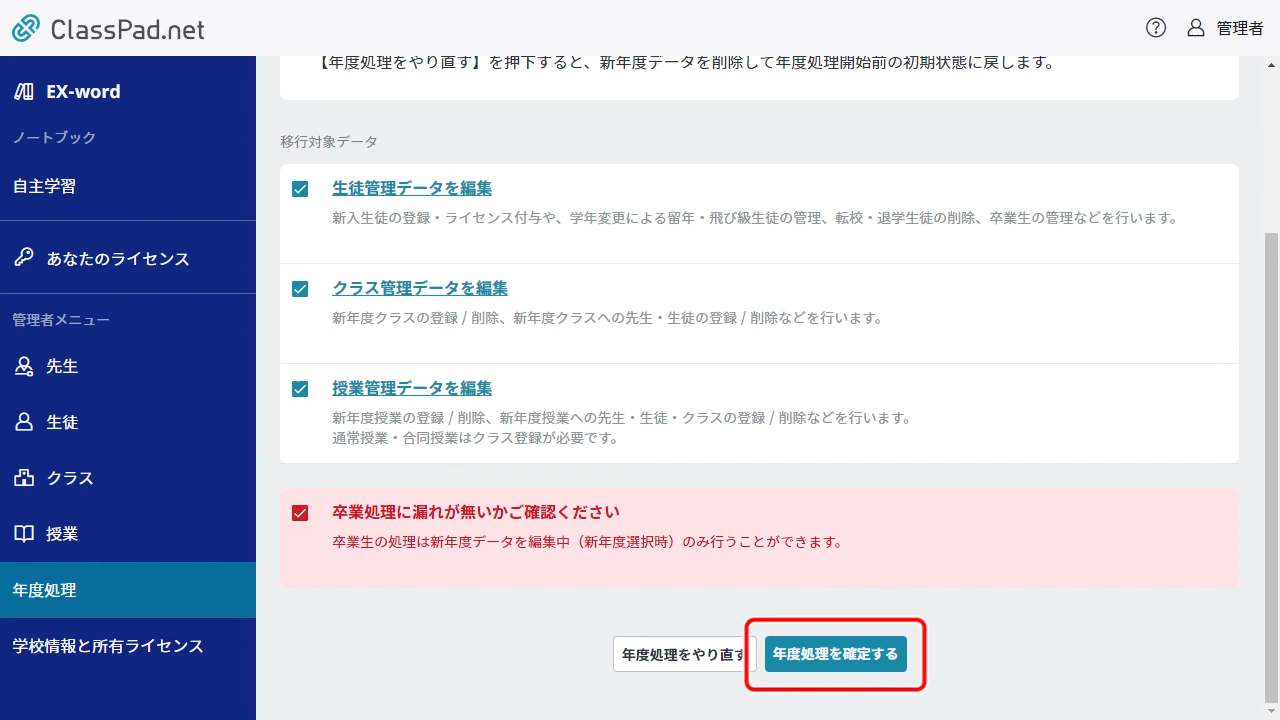 ClassPad.net
管理者
EX-word
ノートブック
自主学習
あなたのライセンス
管理者メニュー
先生
生徒
クラス
授業
年度処理
学校情報と所有ライセンス
【年度処理をやり直す】を押下すると、新年度データを削除して年度処理開始前の初期状態に戻します。
移行対象データ
生徒管理データを編集
新入生徒の登録・ライセンス付与や、学年変更による留年・飛び級生徒の管理、転校・退学生徒の削除、卒業生の管理などを行います。
クラス管理データを編集
新年度クラスの登録 / 削除、新年度クラスへの先生・生徒の登録 / 削除などを行います。
授業管理データを編集
新年度授業の登録 / 削除、新年度授業への先生・生徒・クラスの登録 / 削除などを行います。
通常授業・合同授業はクラス登録が必要です。
卒業処理に漏れが無いかご確認ください
卒業生の処理は新年度データを編集中（新年度選択時）のみ行うことができます。
年度処理をやり直す
年度処理を確定する